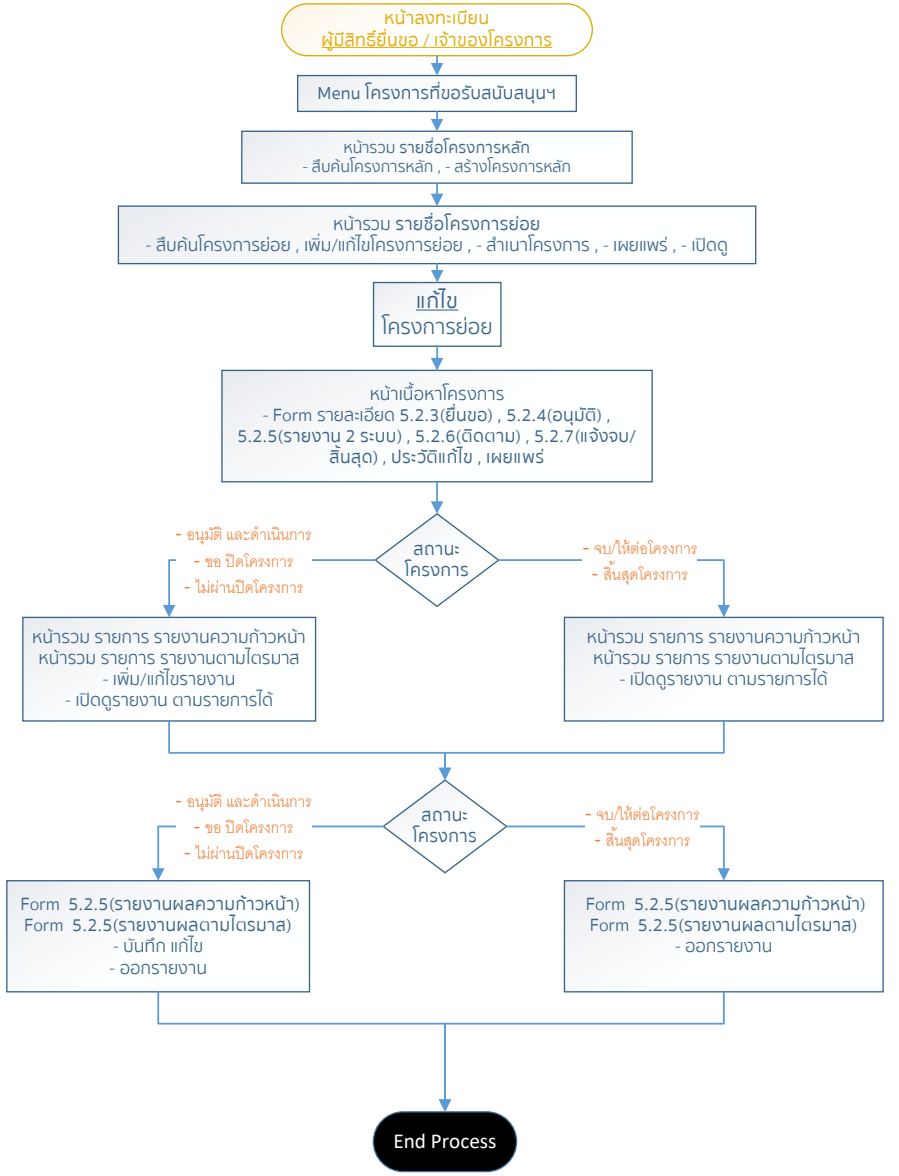 หน้าลงทะเบียน
ผู้มีสิทธิ์ยื่นขอ / เจ้าของโครงการ
Menu โครงการที่ขอรับสนับสนุนฯ
หน้ารวม รายชื่อโครงการหลัก
- สืบค้นโครงการหลัก , - สร้างโครงการหลัก
หน้ารวม รายชื่อโครงการย่อย
- สืบค้นโครงการย่อย , เพิ่ม/แก้ไขโครงการย่อย , - สำเนาโครงการ , - เผยแพร่ , - เปิดดู
แก้ไข
โครงการย่อย
หน้าเนื้อหาโครงการ
- Form รายละเอียด 5.2.3(ยื่นขอ) , 5.2.4(อนุมัติ) ,
5.2.5(รายงาน 2 ระบบ) , 5.2.6(ติดตาม) , 5.2.7(แจ้งจบ/
สิ้นสุด) , ประวัติแก้ไข , เผยแพร่
สถานะ
โครงการ
- อนุมัติ และดำเนินการ
- ขอ ปิดโครงการ
- ไม่ผ่านปิดโครงการ
- จบ/ให้ต่อโครงการ
- สิ้นสุดโครงการ
หน้ารวม รายการ รายงานความก้าวหน้า
หน้ารวม รายการ รายงานตามไตรมาส
- เพิ่ม/แก้ไขรายงาน
- เปิดดูรายงาน ตามรายการได้
หน้ารวม รายการ รายงานความก้าวหน้า
หน้ารวม รายการ รายงานตามไตรมาส
- เปิดดูรายงาน ตามรายการได้
สถานะ
โครงการ
- อนุมัติ และดำเนินการ
- ขอ ปิดโครงการ
- ไม่ผ่านปิดโครงการ
- จบ/ให้ต่อโครงการ
- สิ้นสุดโครงการ
Form 5.2.5(รายงานผลความก้าวหน้า)
Form 5.2.5(รายงานผลตามไตรมาส)
- บันทึก แก้ไข
- ออกรายงาน
Form 5.2.5(รายงานผลความก้าวหน้า)
Form 5.2.5(รายงานผลตามไตรมาส)
- ออกรายงาน
End Process